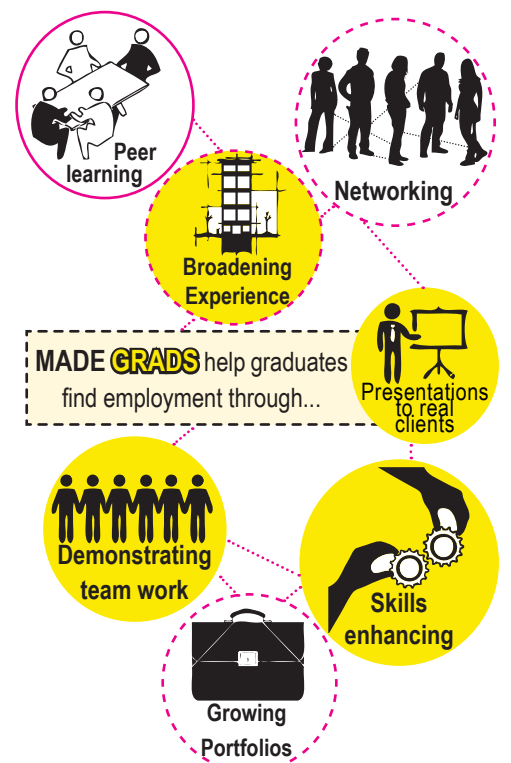 Peer
learning
Networking
Broadening
Experience
MADE GRADS help graduates
find employment through...
Presentations
to real
clients
Demonstrating
team work
Skills
enhancing
Growing
Portfolios